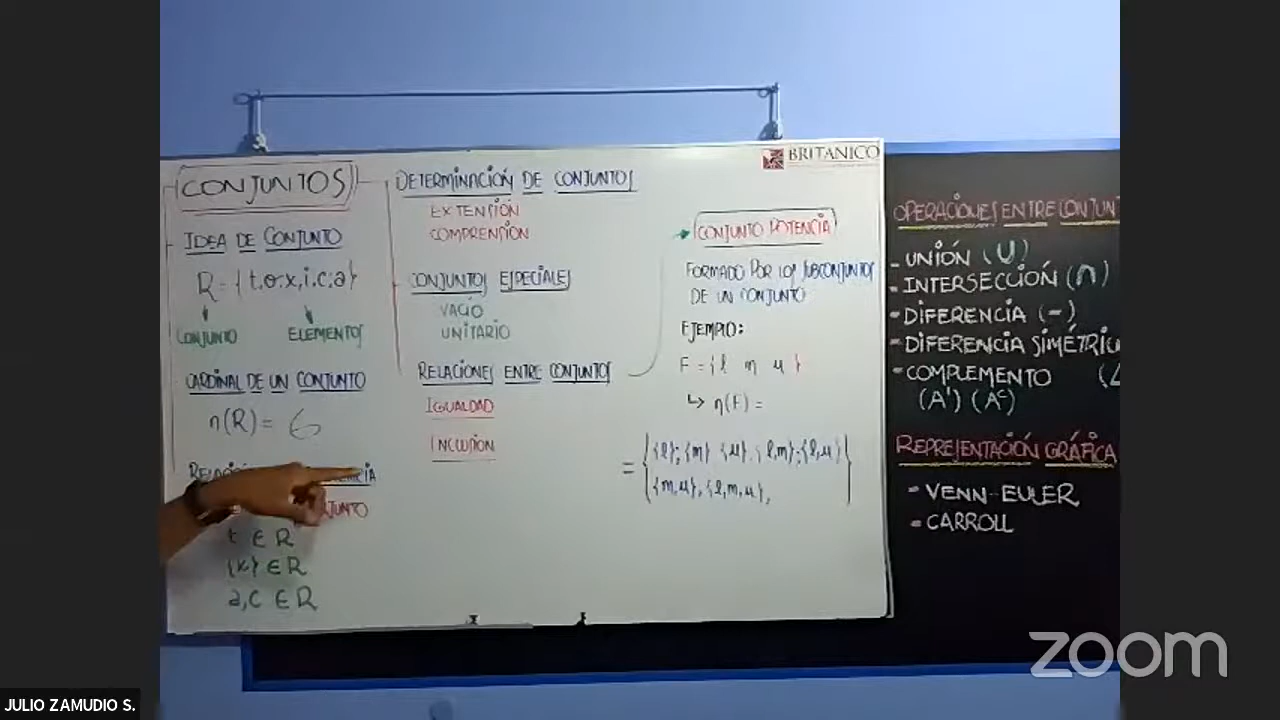 CONJUNTOS
IDEA DE CONJUNTO
R = {t,o,x,i,c,a}
CONJUNTO ELEMENTOS
CARDINAL DE UN CONJUNTO
n(R) = 6
t ∈ R
{x} ∈ R
a,c ∈ R
DETERMINACIÓN DE CONJUNTOS
EXTENSIÓN
COMPRENSIÓN
CONJUNTOS ESPECIALES
VACÍO
UNITARIO
RELACIONES ENTRE CONJUNTOS
IGUALDAD
INCLUSIÓN
BRITANICO
CONJUNTO POTENCIA
FORMADO POR LOS SUBCONJUNTOS
DE UN CONJUNTO
EJEMPLO:
F = {l m u}
↳ n(F) =
= {{l}; {m} {u}. {l,m}; {l,u}
{m,u}, {l,m,u}, }
OPERACIONES ENTRE CONJUN
- UNIÓN (U)
- INTERSECCIÓN (∩)
- DIFERENCIA (-)
- DIFERENCIA SIMÉTRIC
- COMPLEMENTO (∆
(A') (Aᶜ)
REPRESENTACIÓN GRÁFICA
- VENN-EULER
- CARROLL
zoom
JULIO ZAMUDIO S.